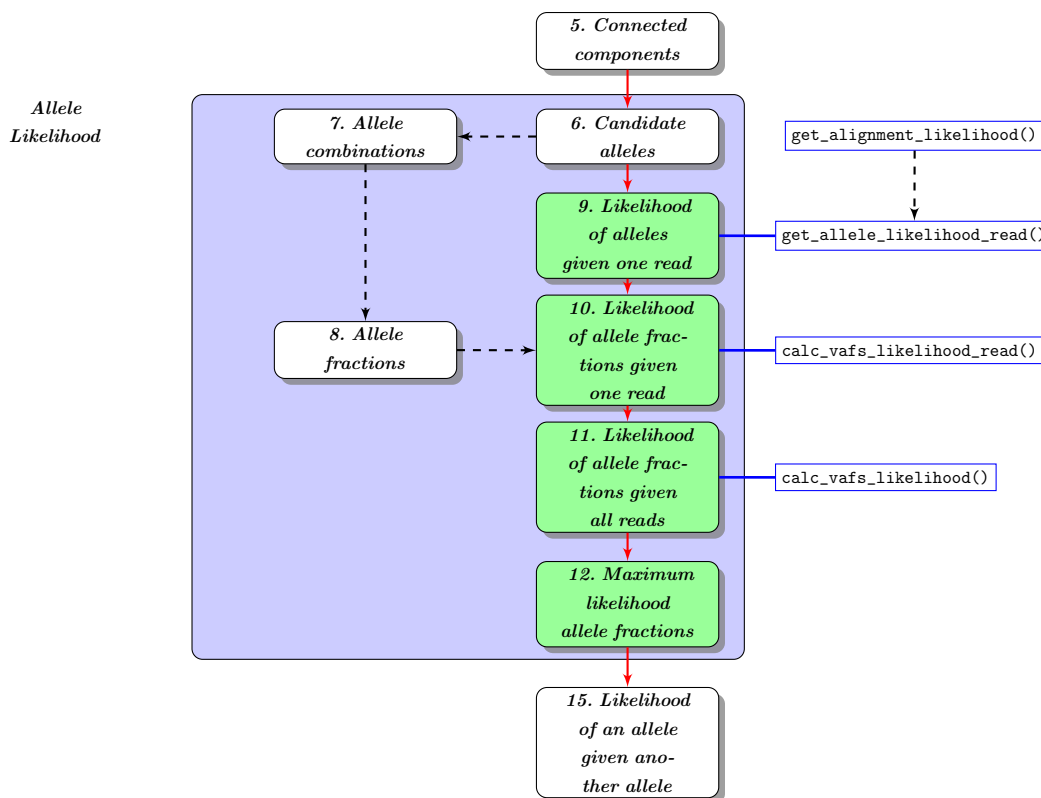 5. Connected
components
Allele
Likelihood
7. Allele
combinations
6. Candidate
alleles
get_alignment_likelihood()
9. Likelihood
of alleles
given one read
get_allele_likelihood_read()
10. Likelihood
of allele frac-
tions given
one read
8. Allele
fractions
calc_vafs_likelihood_read()
11. Likelihood
of allele frac-
tions given
all reads
calc_vafs_likelihood()
12. Maximum
likelihood
allele fractions
15. Likelihood
of an allele
given ano-
ther allele